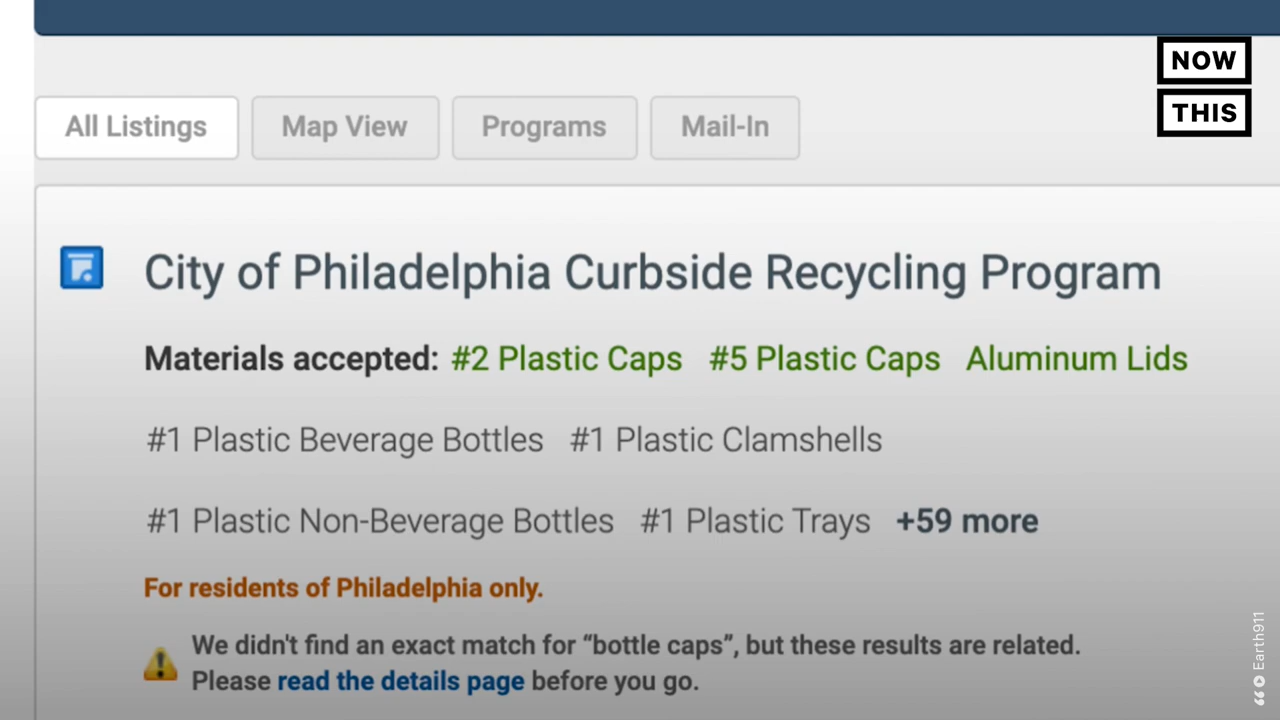 NOW
THIS
All Listings Map View Programs Mail-In
City of Philadelphia Curbside Recycling Program
Materials accepted: #2 Plastic Caps #5 Plastic Caps Aluminum Lids
#1 Plastic Beverage Bottles #1 Plastic Clamshells
#1 Plastic Non-Beverage Bottles #1 Plastic Trays +59 more
For residents of Philadelphia only.
We didn't find an exact match for “bottle caps”, but these results are related.
Please read the details page before you go.
Earth911